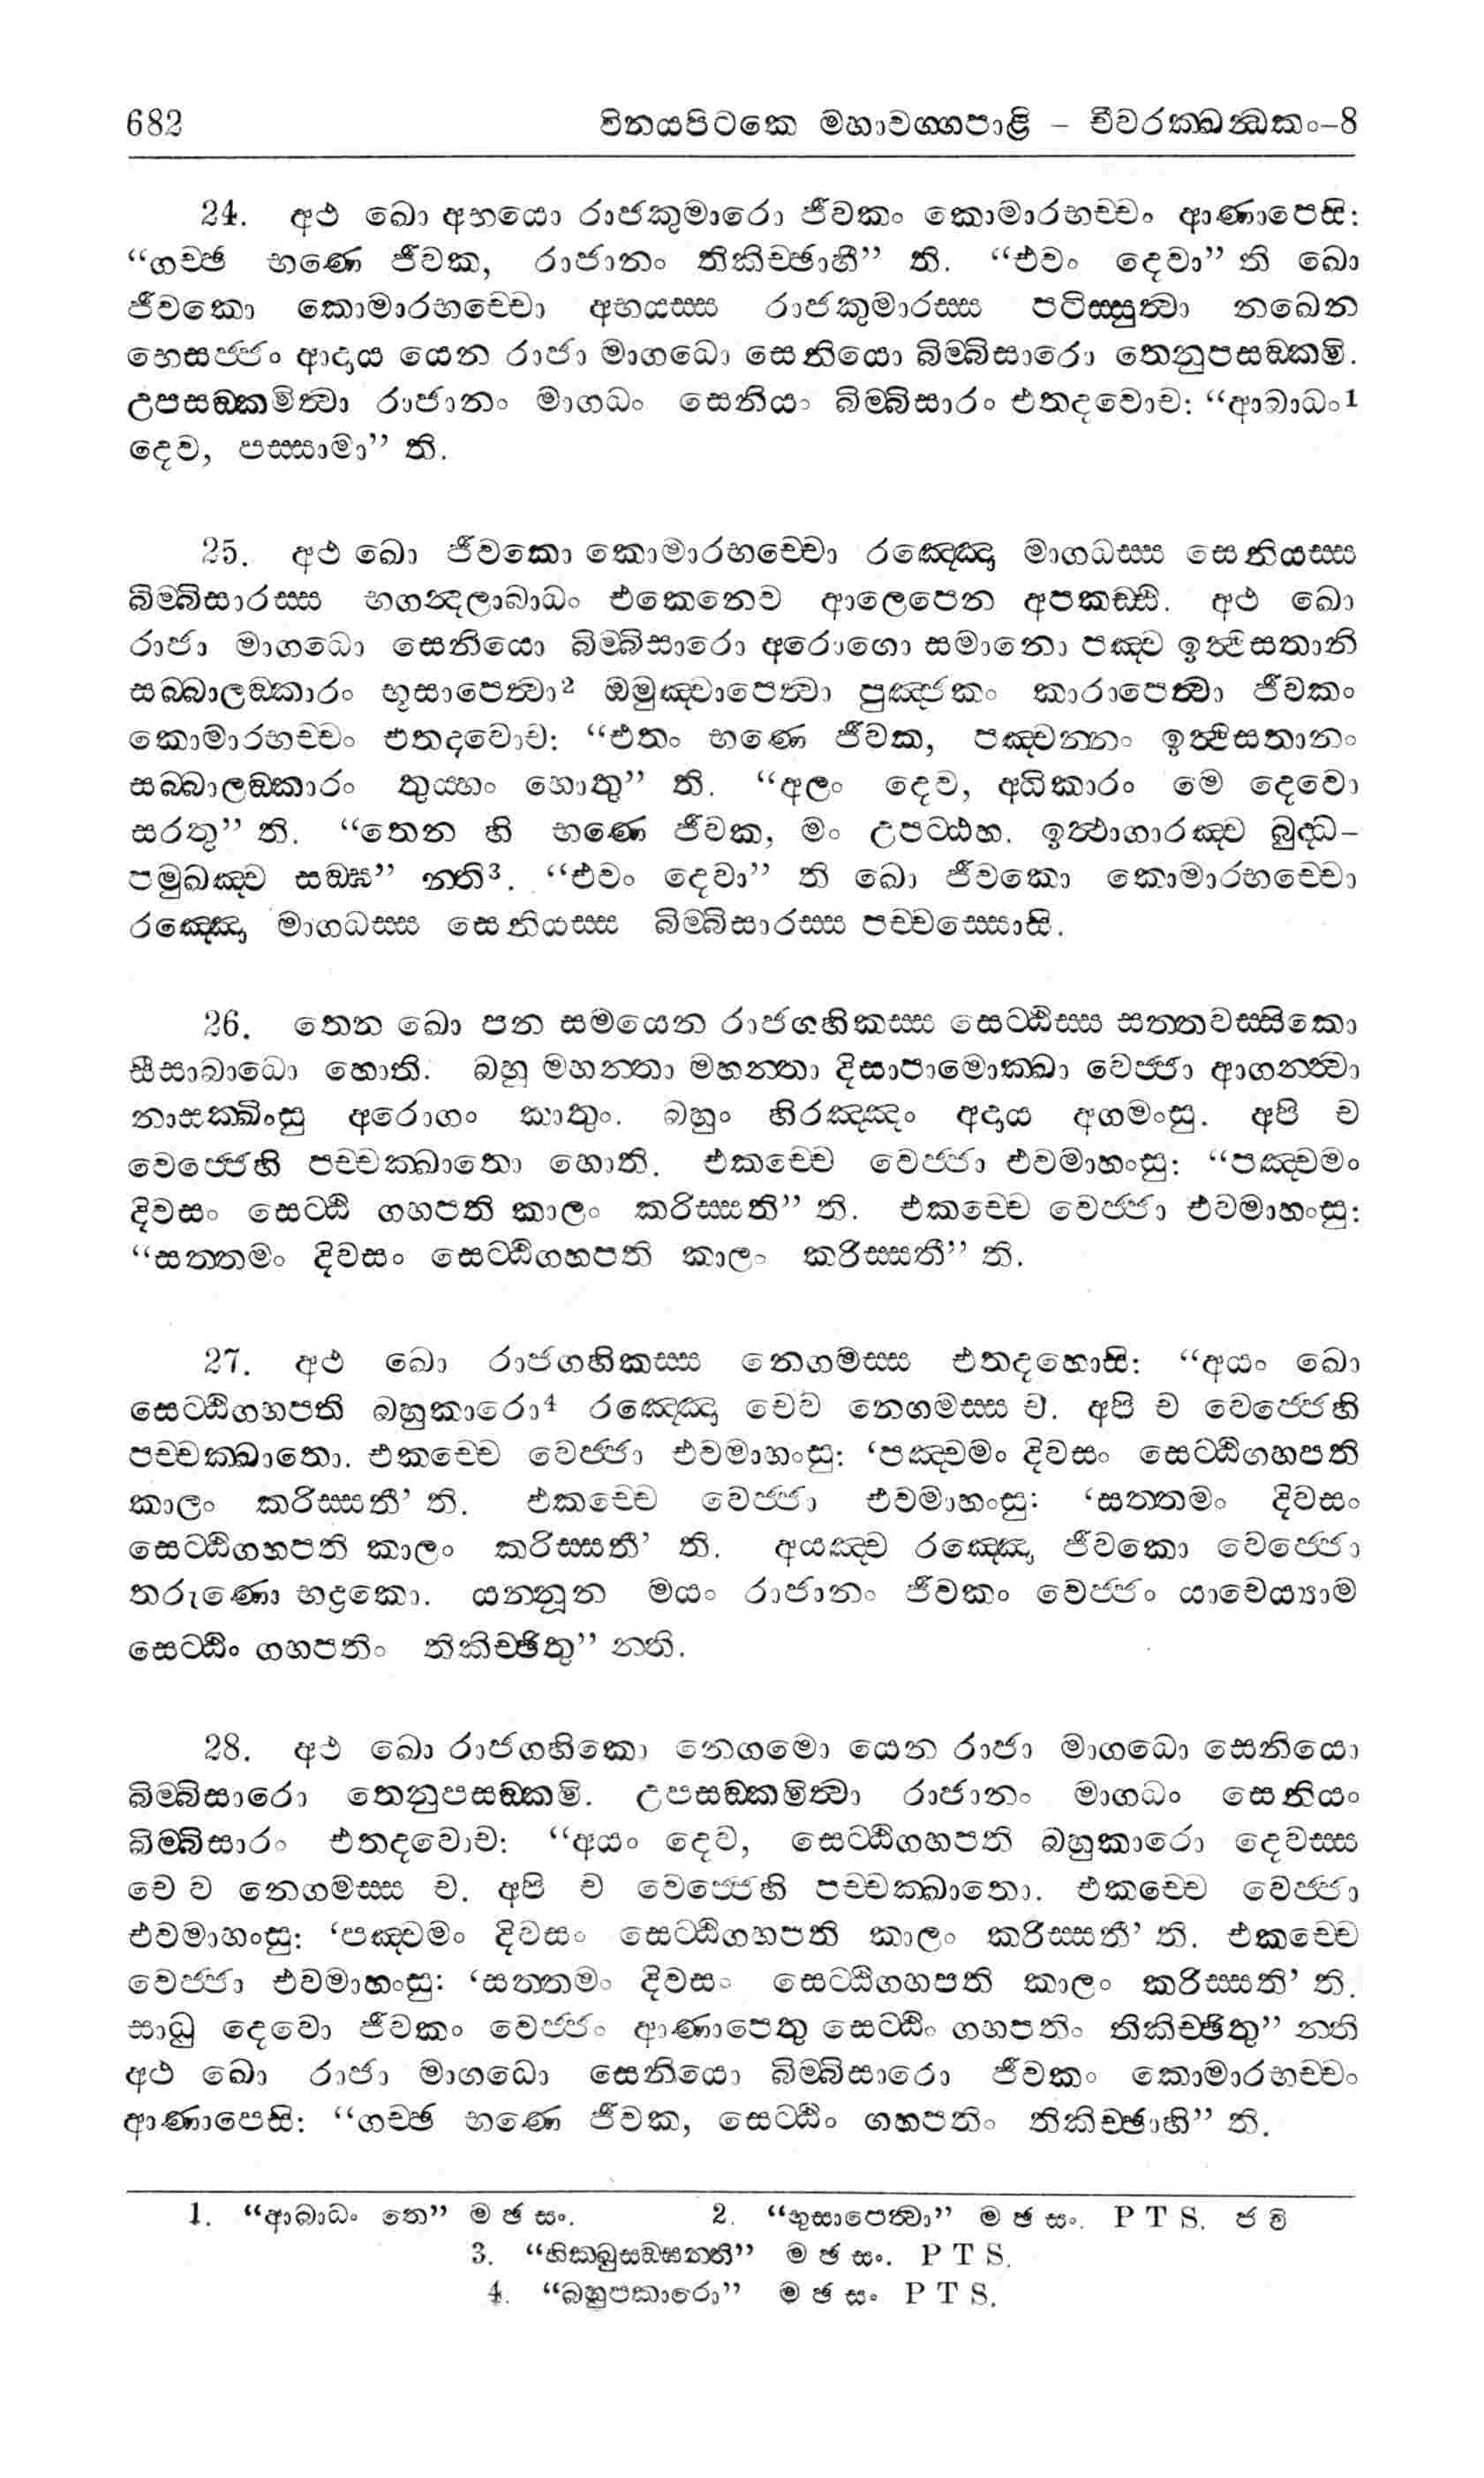 682 විනයපිටකෙ මහාවග්ගපාළි – චීවරක්ඛන්ධකං–8
24. අථ ඛො අභයො රාජකුමාරො ජීවකං කොමාරභච්චං ආණාපෙසි:
“ගච්ඡ භණෙ ජීවක, රාජානං තිකිච්ඡාහී” ති. “එවං දෙවා” ති ඛො
ජීවකො කොමාරභච්චො අභයස්ස රාජකුමාරස්ස පටිස්සුත්වා නඛෙන
භෙසජ්ජං ආදාය යෙන රාජා මාගධො සෙනියො බිම්බිසාරො තෙනුපසඞ්කමි.
උපසඞ්කමිත්වා රාජානං මාගධං සෙනියං බිම්බිසාරං එතදවොච: “ආබාධං1
දෙව, පස්සාමා” ති.
25. අථ ඛො ජීවකො කොමාරභච්චො රඤ්ඤො මාගධස්ස සෙනියස්ස
බිම්බිසාරස්ස භගන්දලාබාධං එකෙනෙව ආලෙපෙන අපකඩ්ඪි. අථ ඛො
රාජා මාගධො සෙනියො බිම්බිසාරො අරොගො සමානො පඤ්ච ඉත්ථිසතානි
සබ්බාලඞ්කාරං භූසාපෙත්වා2 ඔමුඤ්චාපෙත්වා පුඤ්ජකං කාරාපෙත්වා ජීවකං
කොමාරභච්චං එතදවොච: “එතං භණෙ ජීවක, පඤ්චන්නං ඉත්ථිසතානං
සබ්බාලඞ්කාරං තුය්හං හොතු” ති. “අලං දෙව, අධිකාරං මෙ දෙවො
සරතු” ති. “තෙන හි භණෙ ජීවක, මං උපට්ඨහ. ඉත්ථාගාරඤ්ච බුද්ධ-
පමුඛඤ්ච සඞ්ඝ” න්ති3. “එවං දෙවා” ති ඛො ජීවකො කොමාරභච්චො
රඤ්ඤො මාගධස්ස සෙනියස්ස බිම්බිසාරස්ස පච්චස්සොසි.
26. තෙන ඛො පන සමයෙන රාජගහිකස්ස සෙට්ඨිස්ස සත්තවස්සිකො
සීසාබාධො හොති. බහූ මහන්තා මහන්තා දිසාපාමොක්ඛා වෙජ්ජා ආගන්ත්වා
නාසක්ඛිංසු අරොගං කාතුං. බහුං හිරඤ්ඤං අදාය අගමංසු. අපි ච
වෙජ්ජෙහි පච්චක්ඛාතො හොති. එකච්චෙ වෙජ්ජා එවමාහංසු: “පඤ්චමං
දිවසං සෙට්ඨි ගහපති කාලං කරිස්සති” ති. එකච්චෙ වෙජ්ජා එවමාහංසු:
“සත්තමං දිවසං සෙට්ඨිගහපති කාලං කරිස්සතී” ති.
27. අථ ඛො රාජගහිකස්ස නෙගමස්ස එතදහොසි: “අයං ඛො
සෙට්ඨිගහපති බහුකාරො4 රඤ්ඤො චෙව නෙගමස්ස ච. අපි ච වෙජ්ජෙහි
පච්චක්ඛාතො. එකච්චෙ වෙජ්ජා එවමාහංසු: ‘පඤ්චමං දිවසං සෙට්ඨිගහපති
කාලං කරිස්සතී’ ති. එකච්චෙ වෙජ්ජා එවමාහංසු: ‘සත්තමං දිවසං
සෙට්ඨිගහපති කාලං කරිස්සතී’ ති. අයඤ්ච රඤ්ඤො ජීවකො වෙජ්ජො
තරුණො භද්‍රකො. යන්නූන මයං රාජානං ජීවකං වෙජ්ජං යාචෙය්‍යාම
සෙට්ඨිං ගහපතිං තිකිච්ඡිතු” න්ති.
28. අථ ඛො රාජගහිකො නෙගමො යෙන රාජා මාගධො සෙනියො
බිම්බිසාරො තෙනුපසඞ්කමි. උපසඞ්කමිත්වා රාජානං මාගධං සෙනියං
බිම්බිසාරං එතදවොච: “අයං දෙව, සෙට්ඨිගහපති බහුකාරො දෙවස්ස
චෙ ව නෙගමස්ස ච. අපි ච වෙජ්ජෙහි පච්චක්ඛාතො. එකච්චෙ වෙජ්ජා
එවමාහංසු: ‘පඤ්චමං දිවසං සෙට්ඨිගහපති කාලං කරිස්සතී’ ති. එකච්චෙ
වෙජ්ජා එවමාහංසු: ‘සත්තමං දිවසං සෙට්ඨිගහපති කාලං කරිස්සති’ ති.
සාධු දෙවො ජීවකං වෙජ්ජං ආණාපෙතු සෙට්ඨිං ගහපතිං තිකිච්ඡිතු” න්ති
අථ ඛො රාජා මාගධො සෙනියො බිම්බිසාරො ජීවකං කොමාරභච්චං
ආණාපෙසි: “ගච්ඡ භණෙ ජීවක, සෙට්ඨිං ගහපතිං තිකිච්ඡාහි” ති.
1. “ආබාධං තෙ” ම ඡ සං. 2. “භූසාපෙත්වා” ම ඡ සං. P T S. ජ වි
3. “භික්ඛුසඞ්ඝන්ති” ම ඡ සං. P T S.
4. “බහූපකාරො” ම ඡ සං P T S.